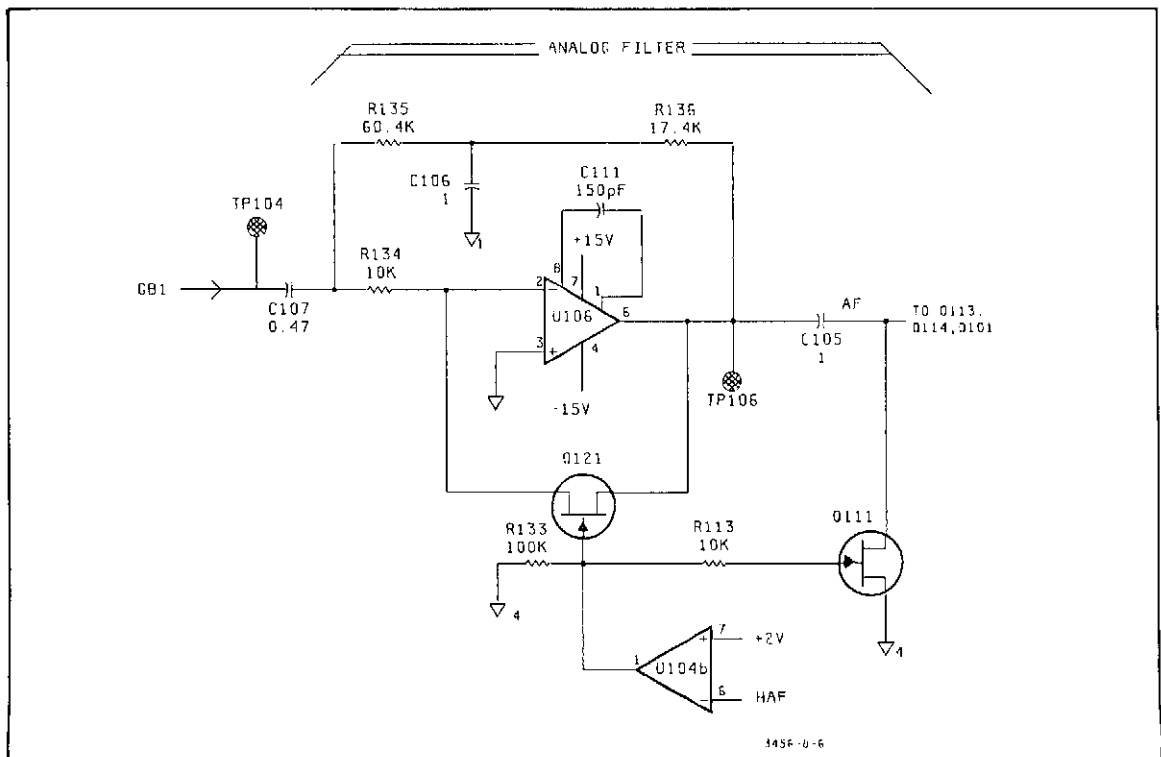 ANALOG FILTER
R135
60.4K
R136
17.4K
C106
1
C111
150pF
TP104
1
+15V
R134
10K
8
7
1
2
-
GB1
C107
0.47
U106
6
AF
TO Q113,
Q114,Q101
3
+
4
C105
1
-15V
TP106
Q121
R133
100K
R113
10K
Q111
4
7
+
+2V
4
1
U104b
6
-
HAF
3456-U-6